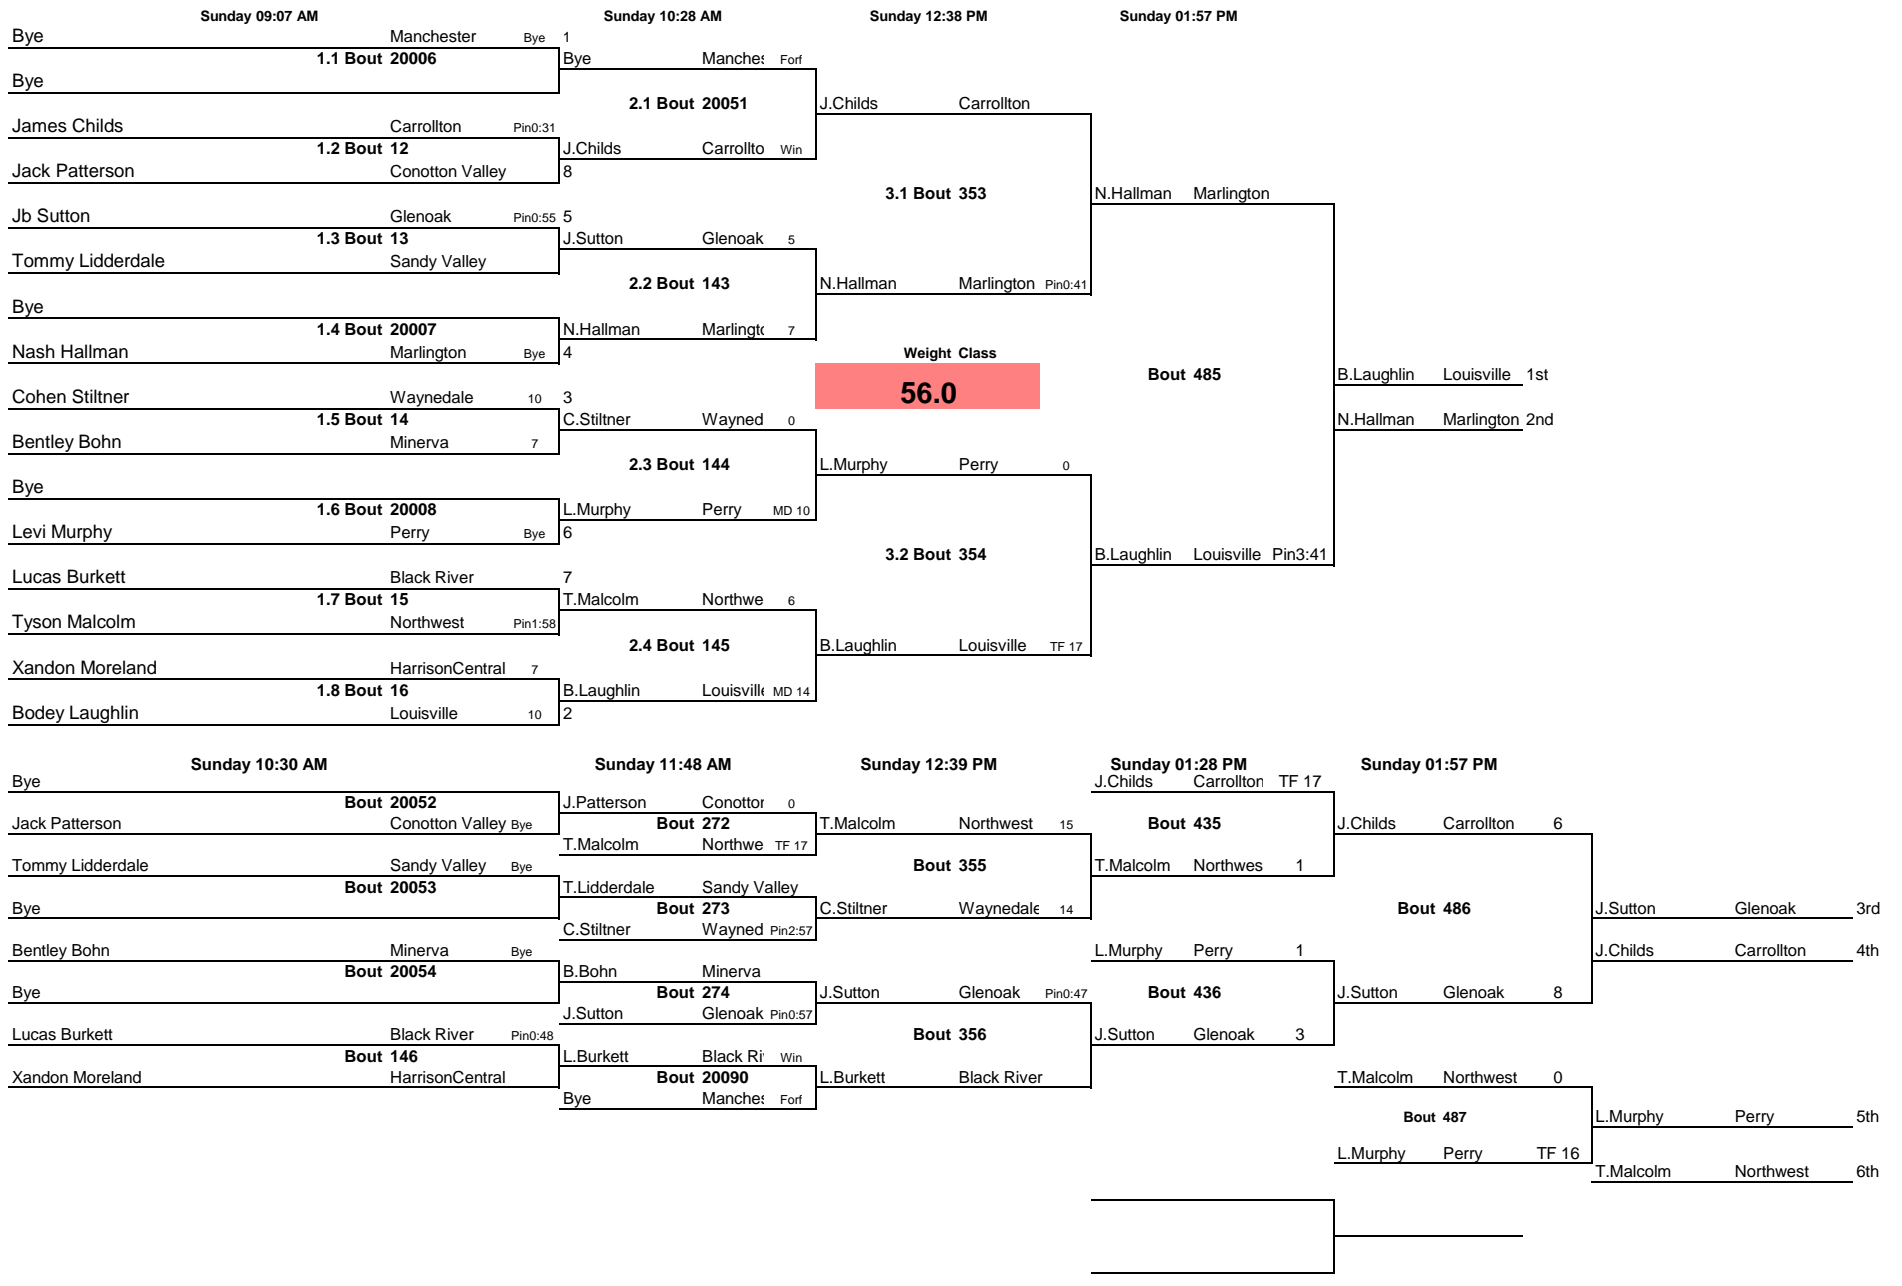 Sunday 09:07 AM Sunday 10:28 AM Sunday 12:38 PM Sunday 01:57 PM
Bye Manchester Bye 1
1.1 Bout 20006 Bye Manches Forf
Bye
2.1 Bout 20051 J.Childs Carrollton
James Childs Carrollton Pin0:31
1.2 Bout 12 J.Childs Carrollto Win
Jack Patterson Conotton Valley 8
3.1 Bout 353 N.Hallman Marlington
Jb Sutton Glenoak Pin0:55 5
1.3 Bout 13 J.Sutton Glenoak 5
Tommy Lidderdale Sandy Valley
2.2 Bout 143 N.Hallman Marlington Pin0:41
Bye
1.4 Bout 20007 N.Hallman Marlingto 7
Nash Hallman Marlington Bye 4 Weight Class
Bout 485 B.Laughlin Louisville 1st
Cohen Stiltner Waynedale 10 3 56.0
1.5 Bout 14 C.Stiltner Wayned 0 N.Hallman Marlington 2nd
Bentley Bohn Minerva 7
2.3 Bout 144 L.Murphy Perry 0
Bye
1.6 Bout 20008 L.Murphy Perry MD 10
Levi Murphy Perry Bye 6
3.2 Bout 354 B.Laughlin Louisville Pin3:41
Lucas Burkett Black River 7
1.7 Bout 15 T.Malcolm Northwe 6
Tyson Malcolm Northwest Pin1:58
2.4 Bout 145 B.Laughlin Louisville TF 17
Xandon Moreland HarrisonCentral 7
1.8 Bout 16 B.Laughlin Louisville MD 14
Bodey Laughlin Louisville 10 2
Sunday 10:30 AM Sunday 11:48 AM Sunday 12:39 PM Sunday 01:28 PM Sunday 01:57 PM
Bye J.Childs Carrollton TF 17
Bout 20052 J.Patterson Conottor 0
Jack Patterson Conotton Valley Bye Bout 272 T.Malcolm Northwest 15 Bout 435 J.Childs Carrollton 6
T.Malcolm Northwe TF 17
Tommy Lidderdale Sandy Valley Bye Bout 355 T.Malcolm Northwes 1
Bout 20053 T.Lidderdale Sandy Valley
Bye Bout 273 C.Stiltner Waynedale 14 Bout 486 J.Sutton Glenoak 3rd
C.Stiltner Wayned Pin2:57
Bentley Bohn Minerva Bye L.Murphy Perry 1 J.Childs Carrollton 4th
Bout 20054 B.Bohn Minerva
Bye Bout 274 J.Sutton Glenoak Pin0:47 Bout 436 J.Sutton Glenoak 8
J.Sutton Glenoak Pin0:57
Lucas Burkett Black River Pin0:48 Bout 356 J.Sutton Glenoak 3
Bout 146 L.Burkett Black Ri Win
Xandon Moreland HarrisonCentral Bout 20090 L.Burkett Black River T.Malcolm Northwest 0
Bye Manches Forf
Bout 487 L.Murphy Perry 5th
L.Murphy Perry TF 16
T.Malcolm Northwest 6th